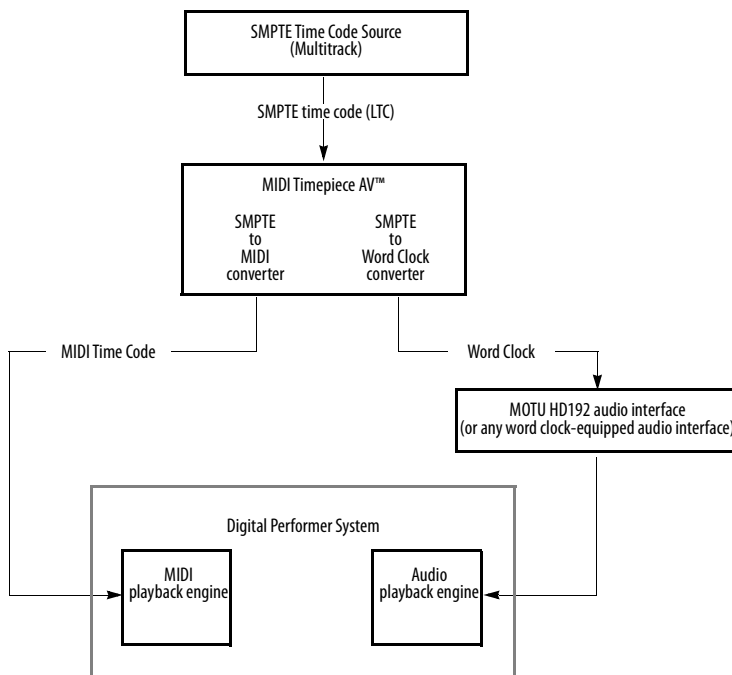 SMPTE Time Code Source
(Multitrack)
SMPTE time code (LTC)
MIDI Timepiece AV™
SMPTE
to
MIDI
converter
SMPTE
to
Word Clock
converter
MIDI Time Code
Word Clock
MOTU HD192 audio interface
(or any word clock-equipped audio interface)
Digital Performer System
MIDI
playback engine
Audio
playback engine